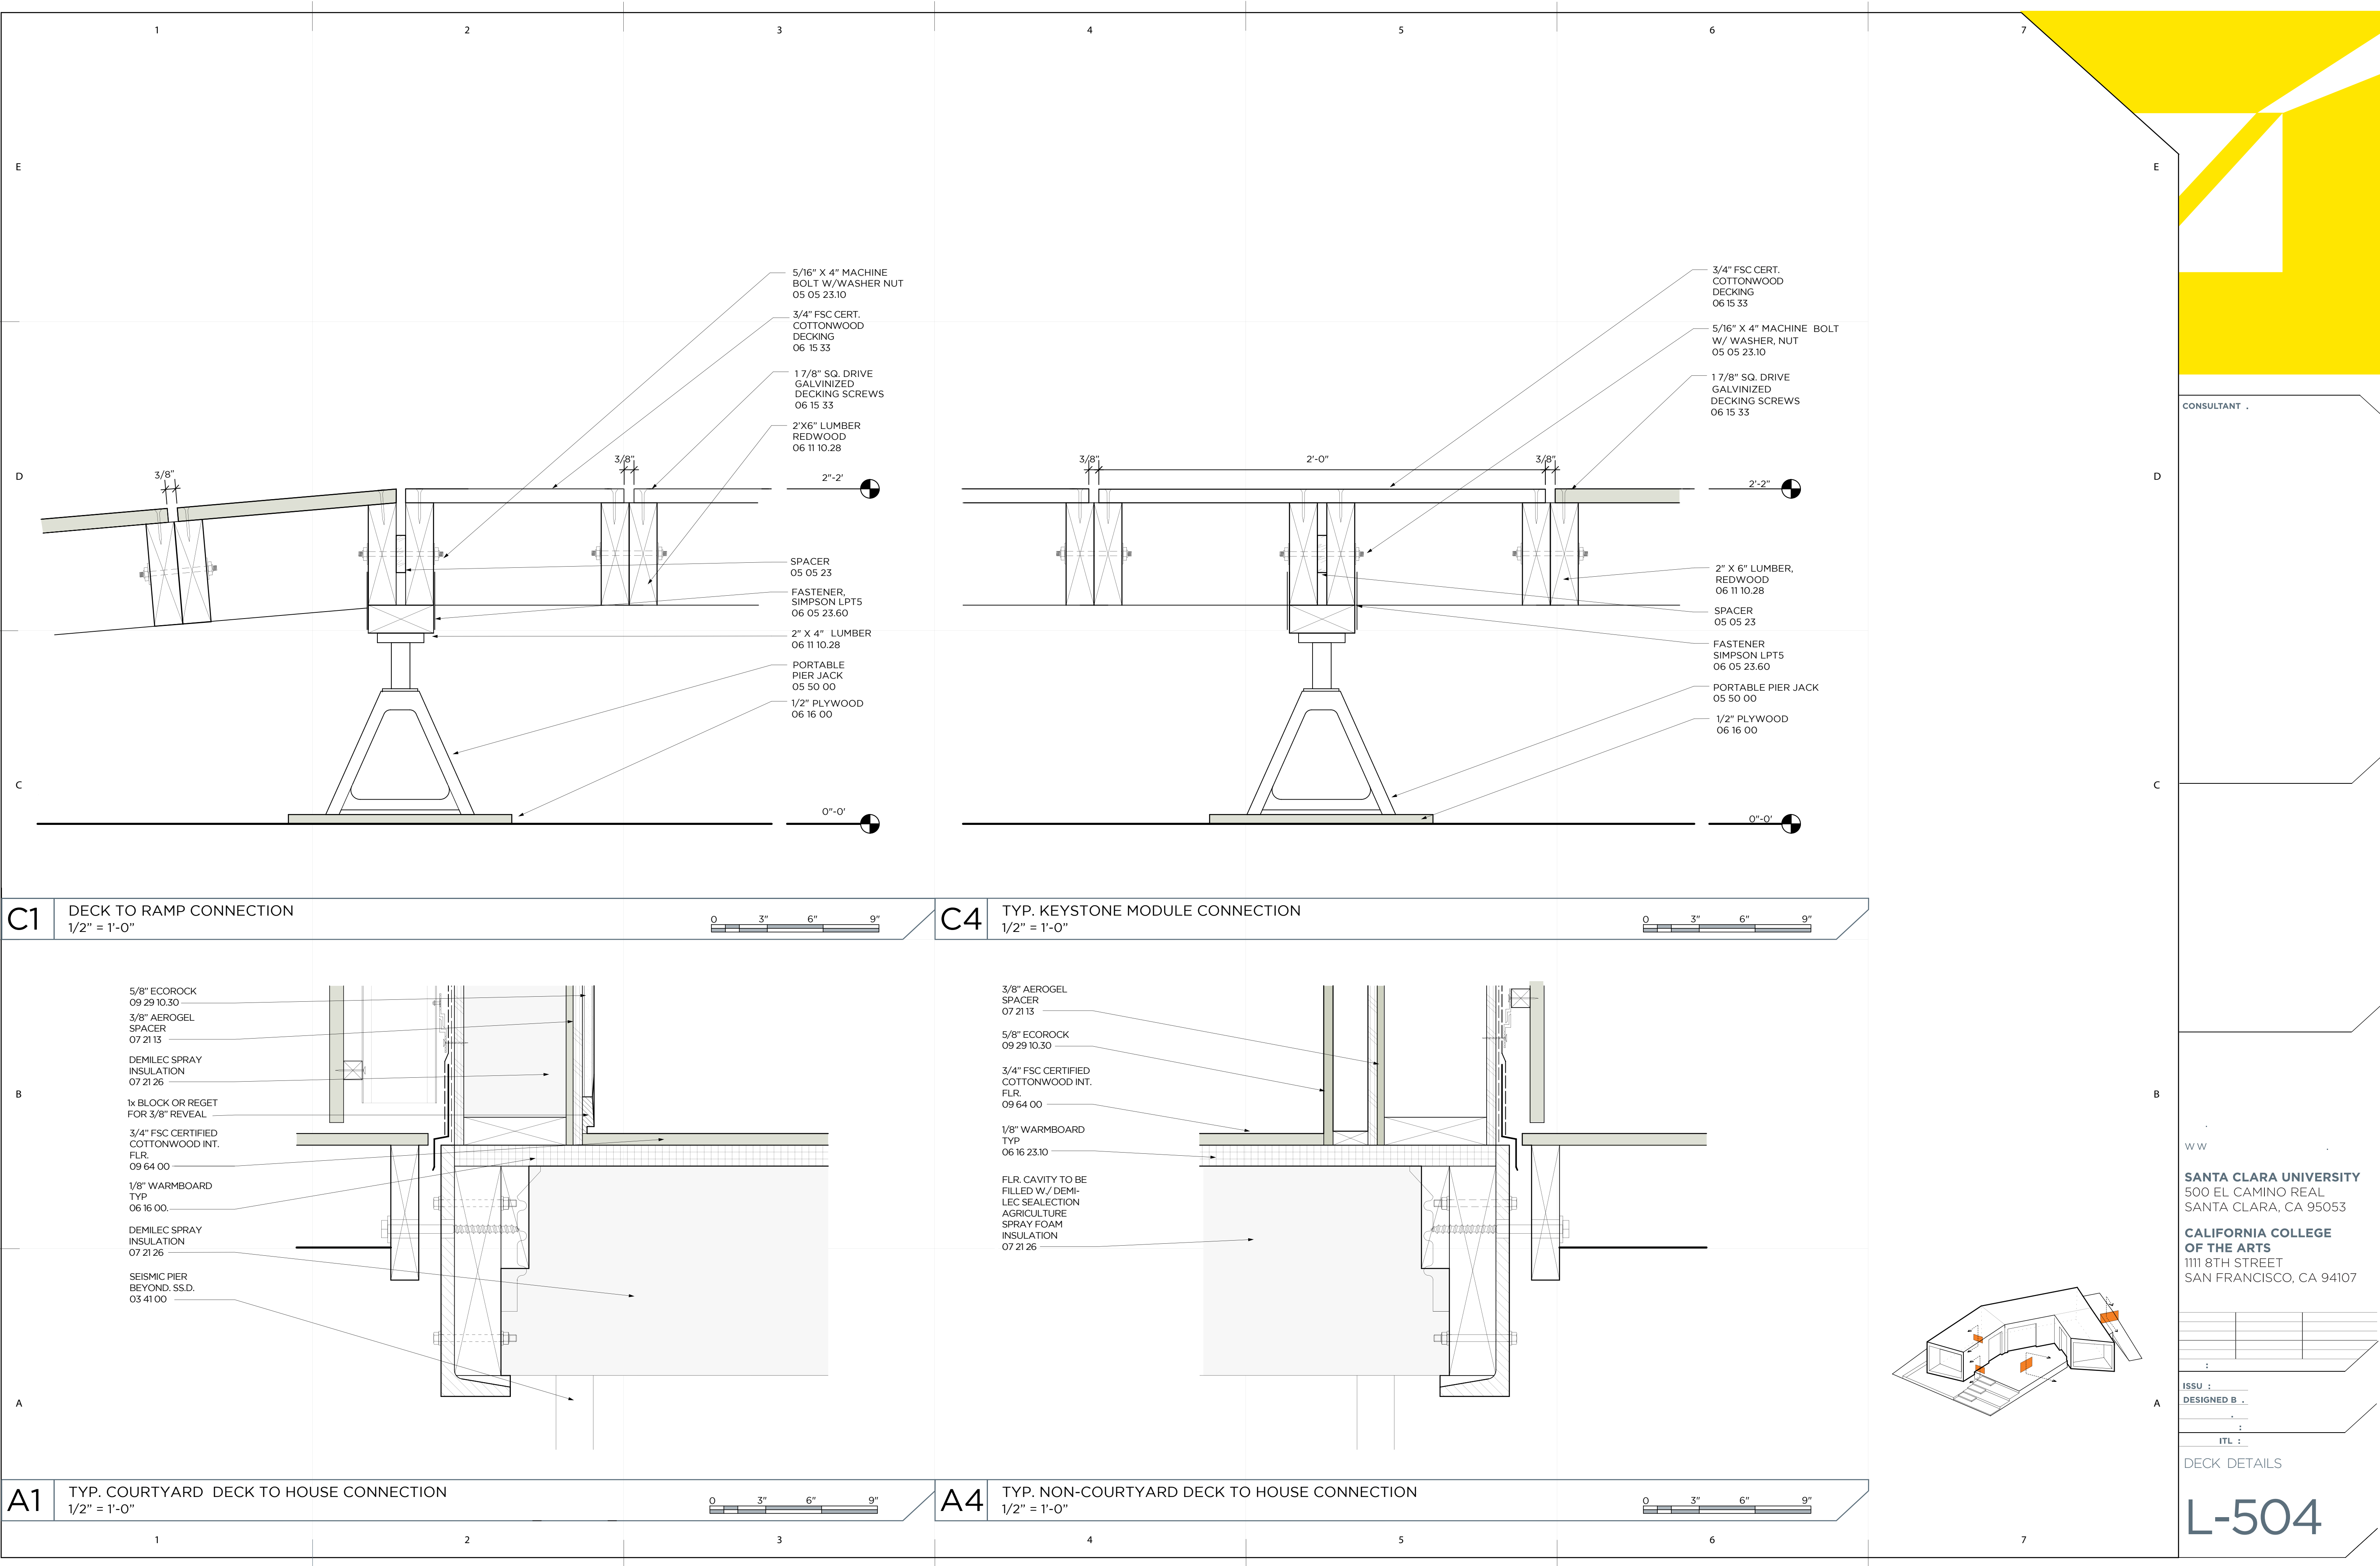 1 2 3 4 5 6 7
E E
D D
C C
B B
A A
5/16" X 4" MACHINE
BOLT W/WASHER NUT
05 05 23.10
3/4" FSC CERT.
COTTONWOOD
DECKING
06 15 33
1 7/8" SQ. DRIVE
GALVINIZED
DECKING SCREWS
06 15 33
2'X6" LUMBER
REDWOOD
06 11 10.28
3/8"
3/8"
2"-2'
SPACER
05 05 23
FASTENER,
SIMPSON LPT5
06 05 23.60
2" X 4" LUMBER
06 11 10.28
PORTABLE
PIER JACK
05 50 00
1/2" PLYWOOD
06 16 00
0"-0'
C1
DECK TO RAMP CONNECTION
1/2" = 1'-0"
0 3" 6" 9"
3/4" FSC CERT.
COTTONWOOD
DECKING
06 15 33
5/16" X 4" MACHINE BOLT
W/ WASHER, NUT
05 05 23.10
1 7/8" SQ. DRIVE
GALVINIZED
DECKING SCREWS
06 15 33
3/8"
2'-0"
3/8"
2'-2"
2" X 6" LUMBER,
REDWOOD
06 11 10.28
SPACER
05 05 23
FASTENER
SIMPSON LPT5
06 05 23.60
PORTABLE PIER JACK
05 50 00
1/2" PLYWOOD
06 16 00
0"-0'
C4
TYP. KEYSTONE MODULE CONNECTION
1/2" = 1'-0"
0 3" 6" 9"
5/8" ECOROCK
09 29 10.30
3/8" AEROGEL
SPACER
07 21 13
DEMILEC SPRAY
INSULATION
07 21 26
1x BLOCK OR REGET
FOR 3/8" REVEAL
3/4" FSC CERTIFIED
COTTONWOOD INT.
FLR.
09 64 00
1/8" WARMBOARD
TYP
06 16 00.
DEMILEC SPRAY
INSULATION
07 21 26
SEISMIC PIER
BEYOND. SS.D.
03 41 00
A1
TYP. COURTYARD DECK TO HOUSE CONNECTION
1/2" = 1'-0"
0 3" 6" 9"
3/8" AEROGEL
SPACER
07 21 13
5/8" ECOROCK
09 29 10.30
3/4" FSC CERTIFIED
COTTONWOOD INT.
FLR.
09 64 00
1/8" WARMBOARD
TYP
06 16 23.10
FLR. CAVITY TO BE
FILLED W./ DEMI-
LEC SEALECTION
AGRICULTURE
SPRAY FOAM
INSULATION
07 21 26
A4
TYP. NON-COURTYARD DECK TO HOUSE CONNECTION
1/2" = 1'-0"
0 3" 6" 9"
CONSULTANT .
.
W W .
SANTA CLARA UNIVERSITY
500 EL CAMINO REAL
SANTA CLARA, CA 95053
CALIFORNIA COLLEGE
OF THE ARTS
1111 8TH STREET
SAN FRANCISCO, CA 94107
:
ISSU :
DESIGNED B .
.
:
ITL :
DECK DETAILS
L-504
1 2 3 4 5 6 7